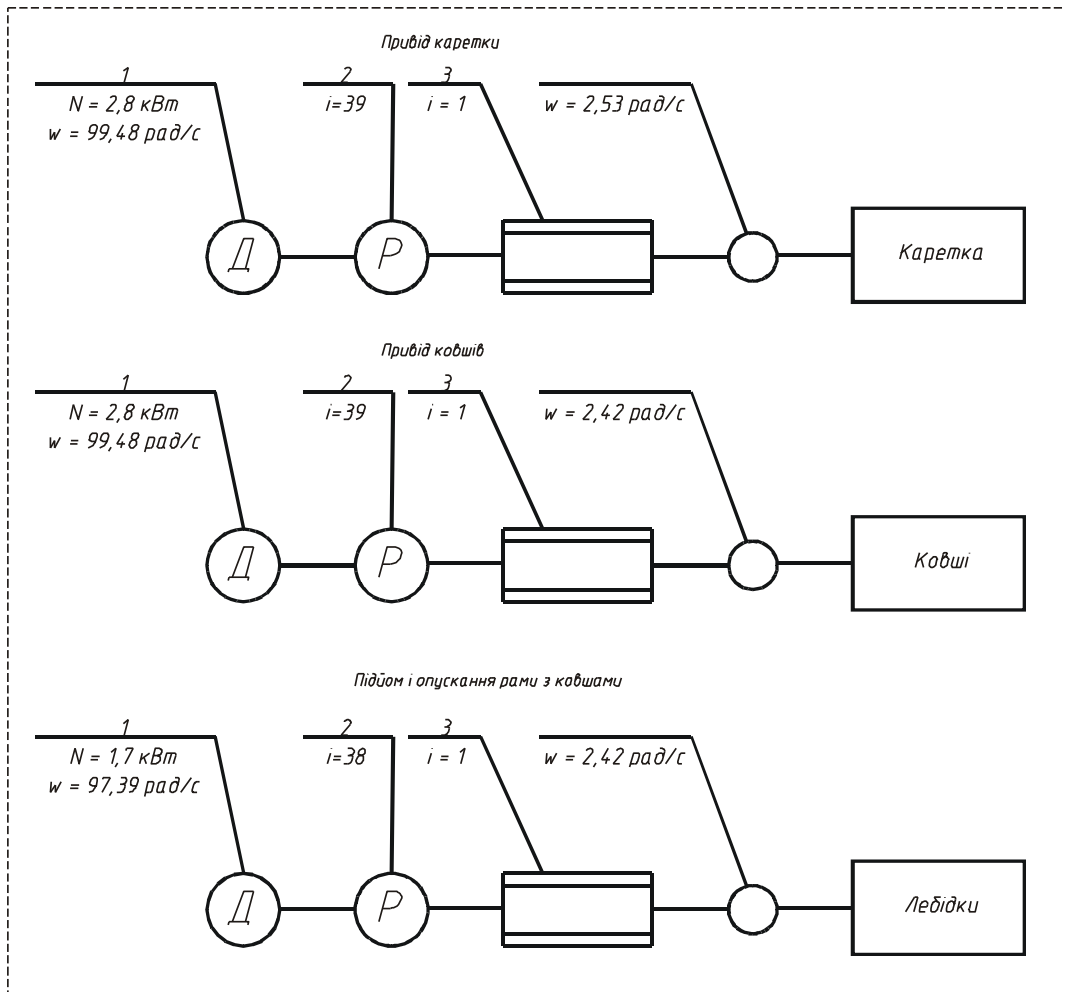 Привід каретки
1 2 3
N = 2,8 кВт i=39 i = 1 w = 2,53 рад/с
w = 99,48 рад/с
Д Р Каретка
Привід ковшів
1 2 3
N = 2,8 кВт i=39 i = 1 w = 2,42 рад/с
w = 99,48 рад/с
Д Р Ковші
Підйом і опускання рами з ковшами
1 2 3
N = 1,7 кВт i=38 i = 1 w = 2,42 рад/с
w = 97,39 рад/с
Д Р Лебідки